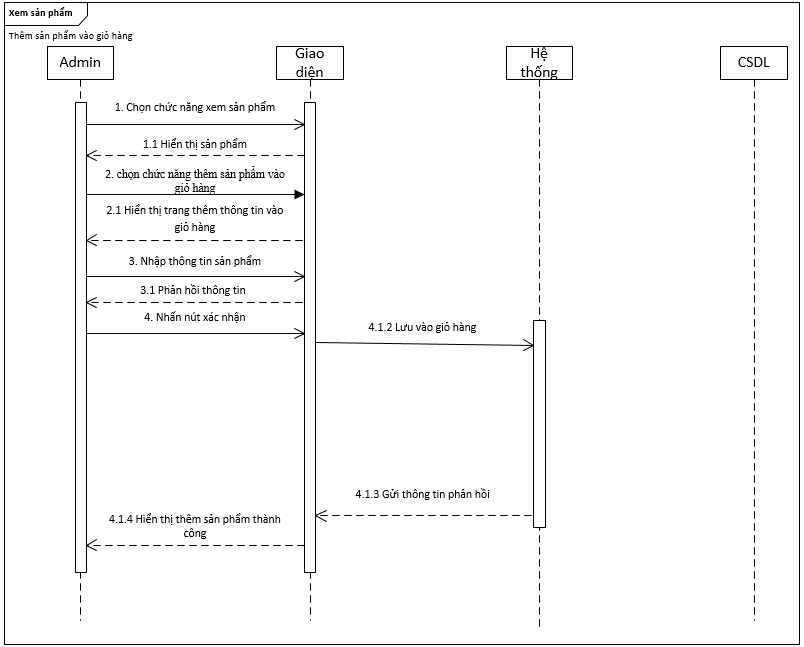 Xem sản phẩm
Thêm sản phẩm vào giỏ hàng
Admin
Giao
diện
Hệ
thống
CSDL
1. Chọn chức năng xem sản phẩm
1.1 Hiển thị sản phẩm
2. chọn chức năng thêm sản phẩm vào
giỏ hàng
2.1 Hiển thị trang thêm thông tin vào
giỏ hàng
3. Nhập thông tin sản phẩm
3.1 Phản hồi thông tin
4. Nhấn nút xác nhận
4.1.2 Lưu vào giỏ hàng
4.1.3 Gửi thông tin phản hồi
4.1.4 Hiển thị thêm sản phẩm thành
công